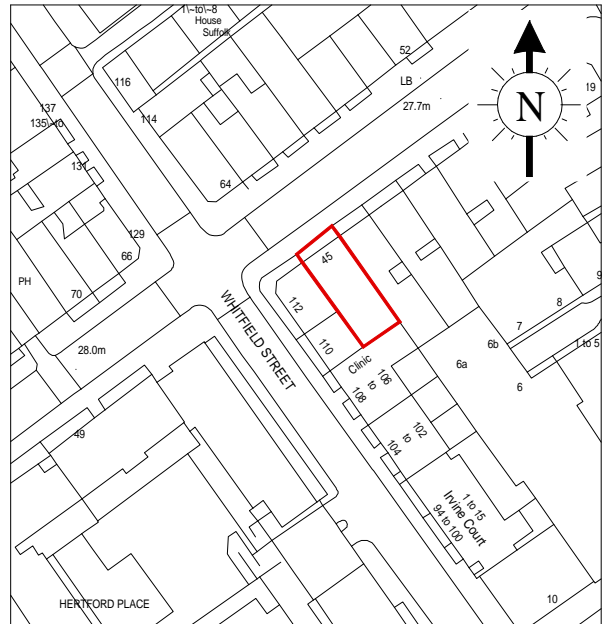 1\~to\~8
House
Suffolk
52
LB
27.7m
19
116
114
137
135\~to
131
64
129
66
PH
70
28.0m
N
45
112
110
WHITFIELD STREET
Clinic
106
to
108
102
to
104
6a
6b
6
7
8
9
1 to 5
49
1 to 15
Irvine Court
94 to 100
HERTFORD PLACE
10